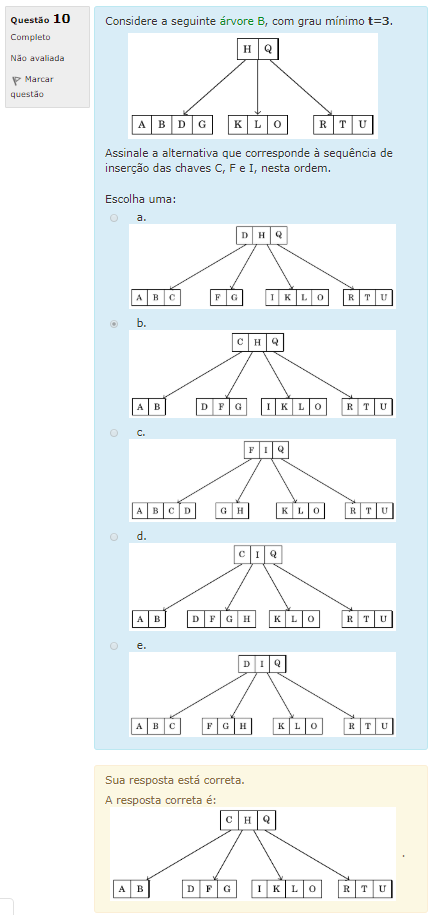 Questão 10
Completo
Não avaliada
Marcar
questão
Considere a seguinte árvore B, com grau mínimo t=3.
H Q
A B D G K L O R T U
Assinale a alternativa que corresponde à sequência de
inserção das chaves C, F e I, nesta ordem.
Escolha uma:
a.
D H Q
A B C F G I K L O R T U
b.
C H Q
A B D F G I K L O R T U
c.
F I Q
A B C D G H K L O R T U
d.
C I Q
A B D F G H K L O R T U
e.
D I Q
A B C F G H K L O R T U
Sua resposta está correta.
A resposta correta é:
C H Q
A B D F G I K L O R T U
.